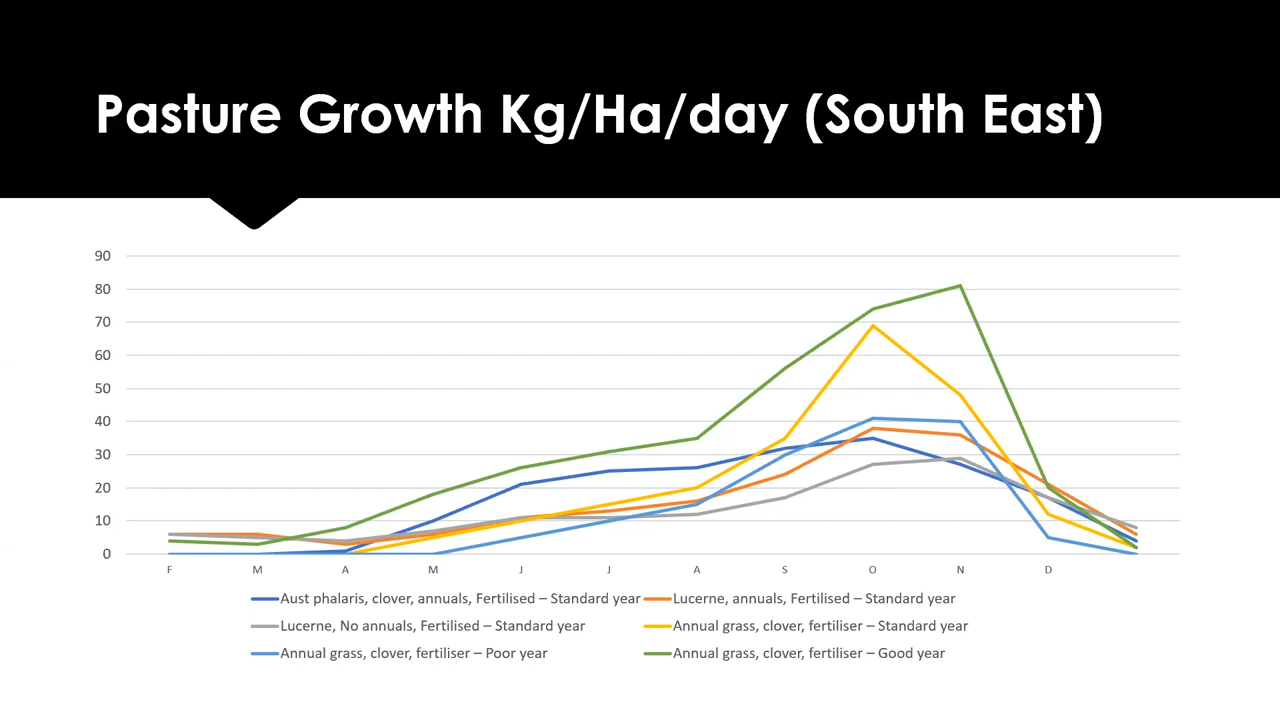 Pasture Growth Kg/Ha/day (South East)
90
80
70
60
50
40
30
20
10
0
F M A M J J A S O N D
Aust phalaris, clover, annuals, Fertilised – Standard year Lucerne, annuals, Fertilised – Standard year
Lucerne, No annuals, Fertilised – Standard year Annual grass, clover, fertiliser – Standard year
Annual grass, clover, fertiliser – Poor year Annual grass, clover, fertiliser – Good year